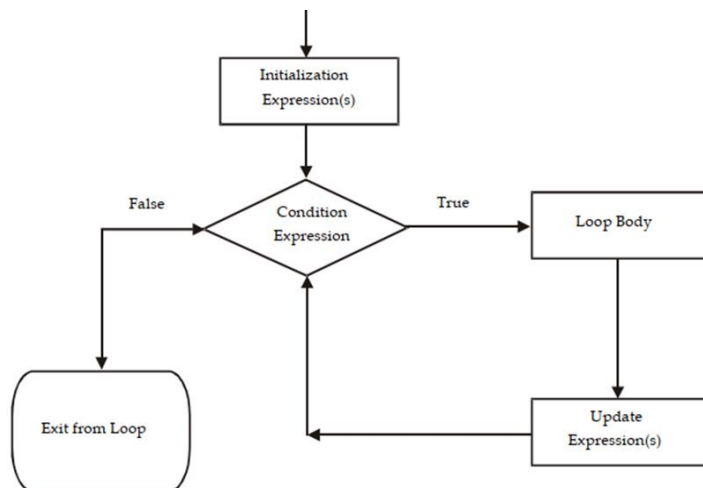 Initialization
Expression(s)
False
True
Condition
Expression
Loop Body
Exit from Loop
Update
Expression(s)